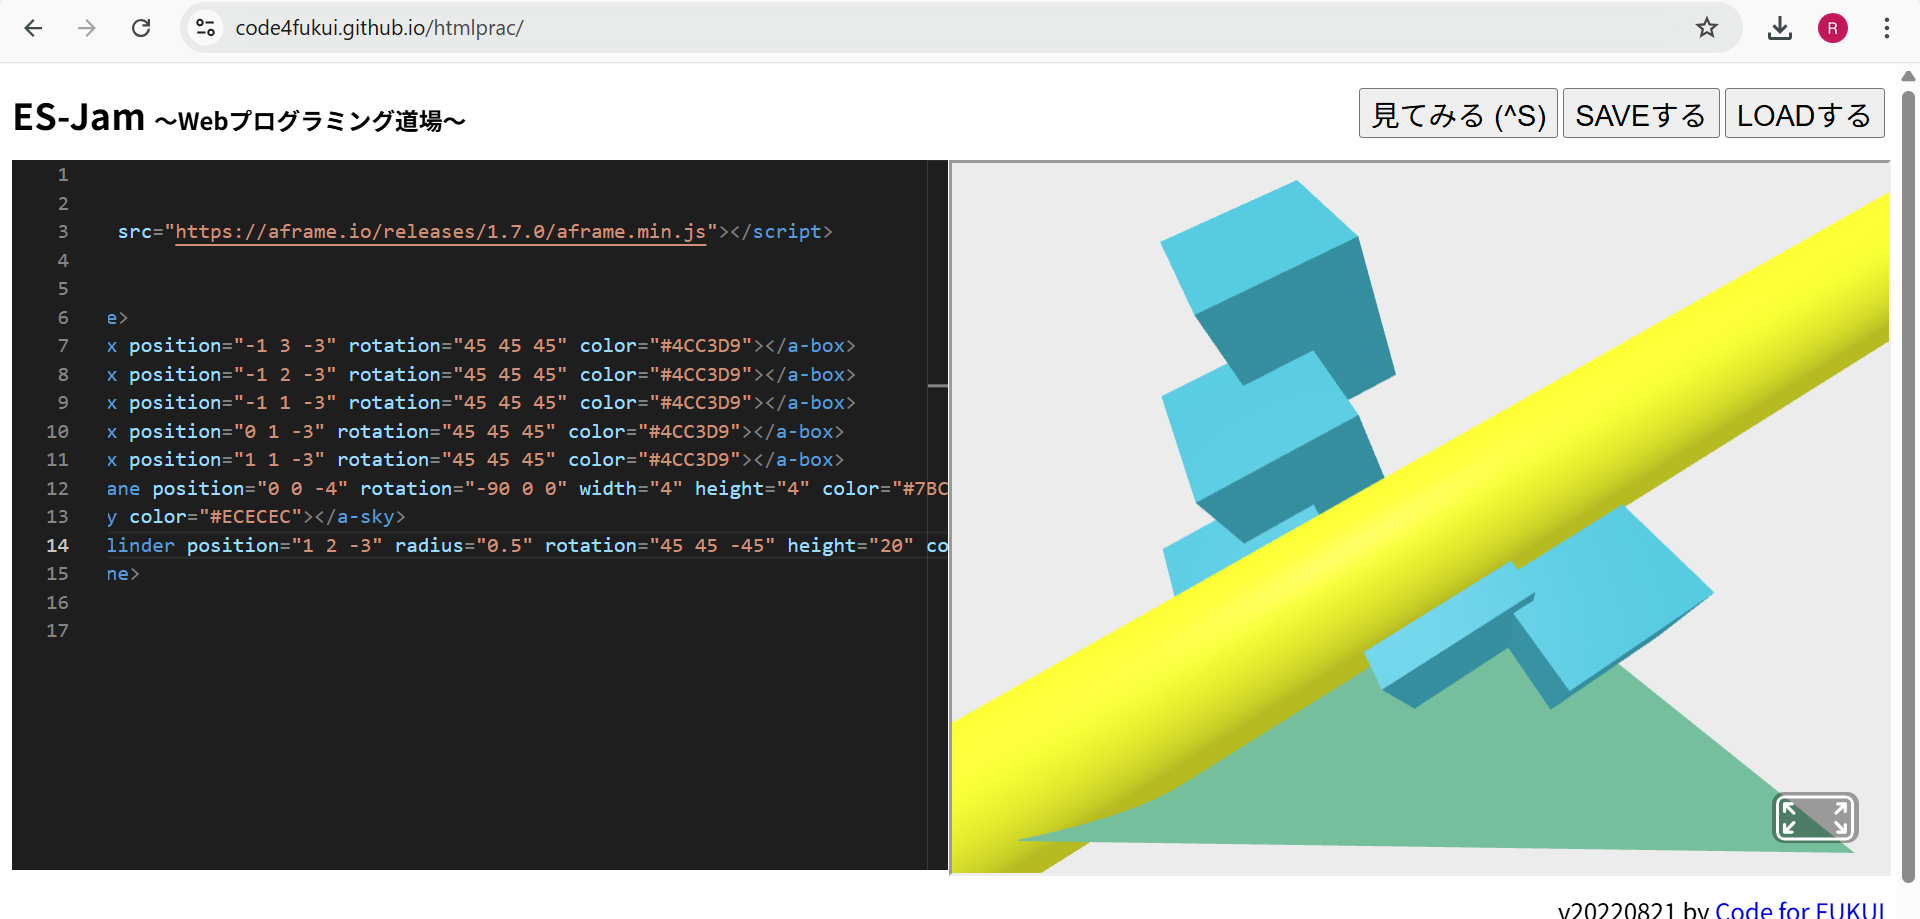 code4fukui.github.io/htmlprac/
R
ES-Jam ～Webプログラミング道場～
見てみる (^S) SAVEする LOADする
1
2
3 src="https://aframe.io/releases/1.7.0/aframe.min.js"></script>
4
5
6 e>
7 x position="-1 3 -3" rotation="45 45 45" color="#4CC3D9"></a-box>
8 x position="-1 2 -3" rotation="45 45 45" color="#4CC3D9"></a-box>
9 x position="-1 1 -3" rotation="45 45 45" color="#4CC3D9"></a-box>
10 x position="0 1 -3" rotation="45 45 45" color="#4CC3D9"></a-box>
11 x position="1 1 -3" rotation="45 45 45" color="#4CC3D9"></a-box>
12 ane position="0 0 -4" rotation="-90 0 0" width="4" height="4" color="#7BC
13 y color="#ECECEC"></a-sky>
14 linder position="1 2 -3" radius="0.5" rotation="45 45 -45" height="20" co
15 ne>
16
17
v20220821 by Code for FUKUI